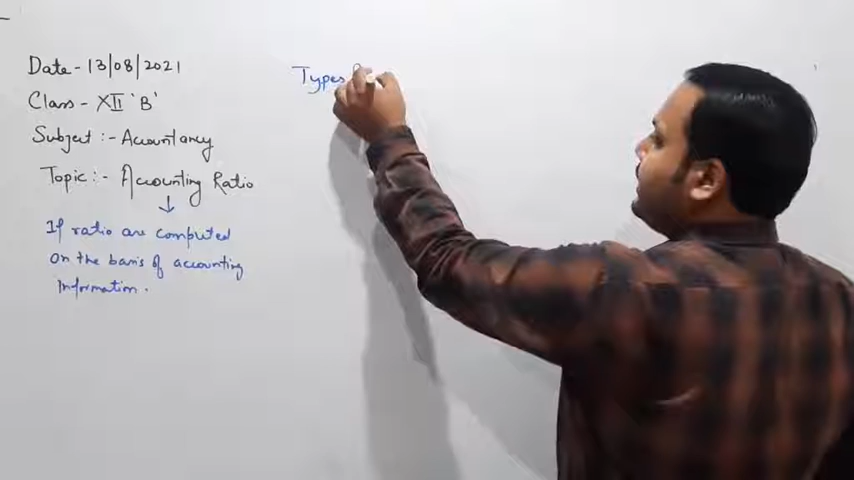 Date - 13/08/2021
Class - XII 'B'
Subject :- Accountancy
Topic :- Accounting Ratio
↓
If ratio are computed
on the basis of accounting
Information.
Types